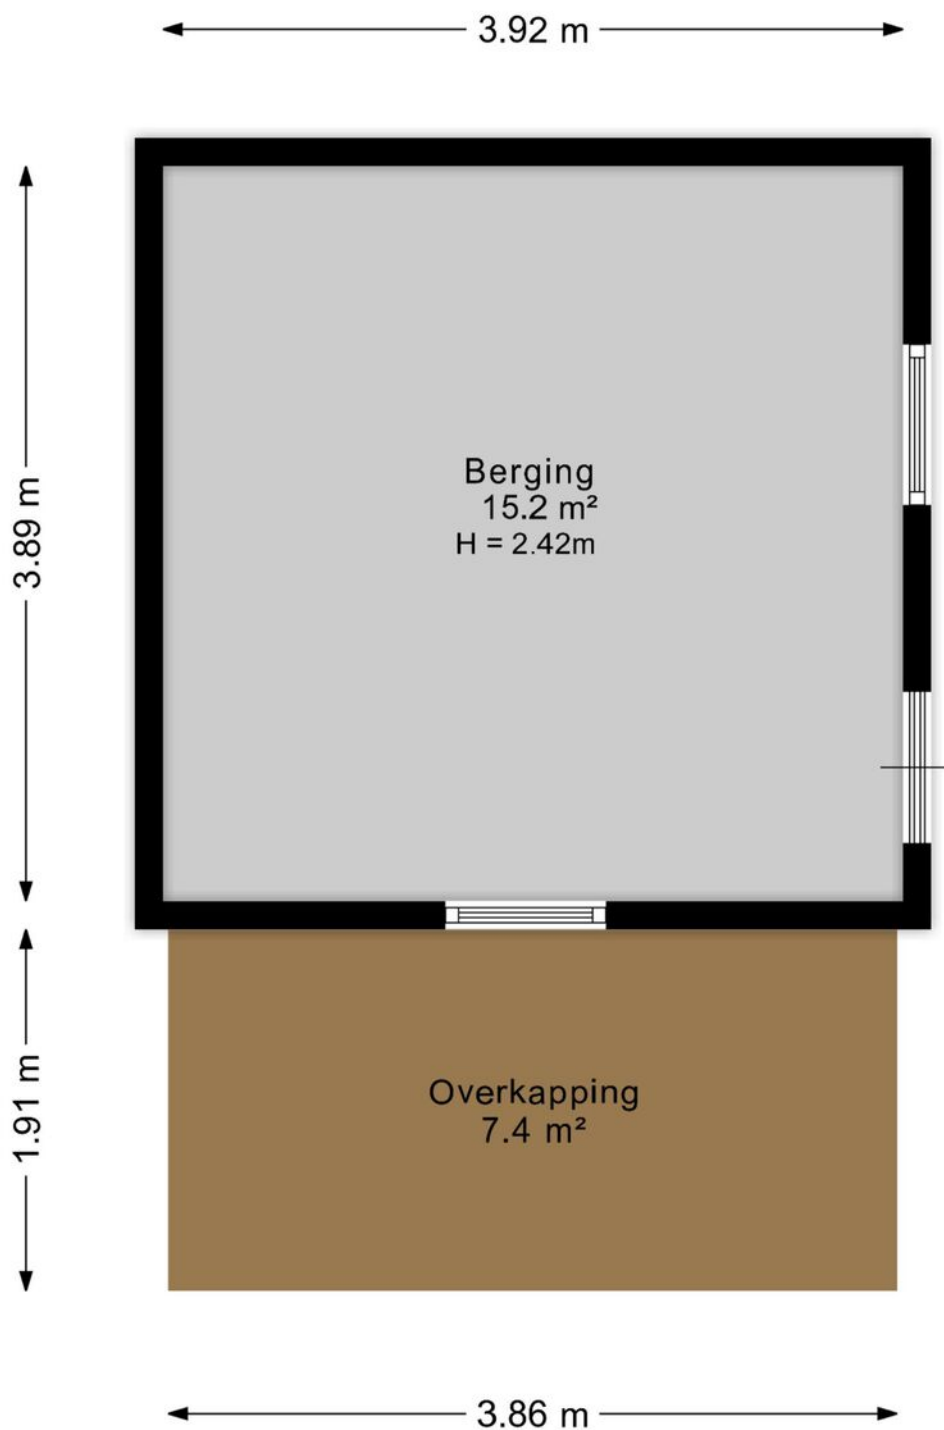 3.92 m
3.89 m
Berging
15.2 m²
H = 2.42m
1.91 m
Overkapping
7.4 m²
3.86 m